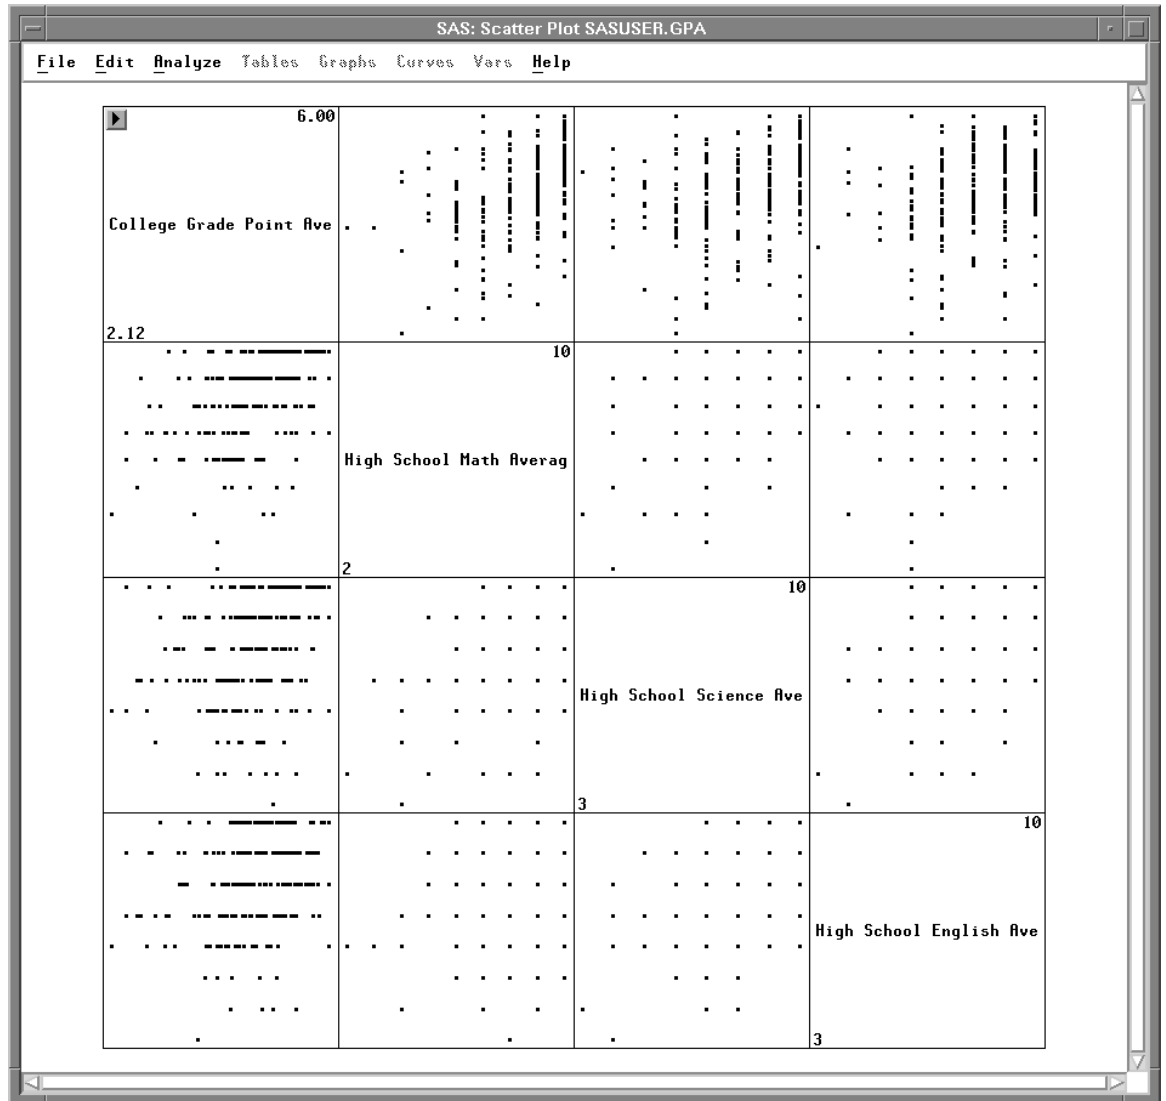 SAS: Scatter Plot SASUSER.GPA
File Edit Analyze Tables Graphs Curves Vars Help
6.00
College Grade Point Ave
2.12
10
High School Math Averag
2
10
High School Science Ave
3
10
High School English Ave
3